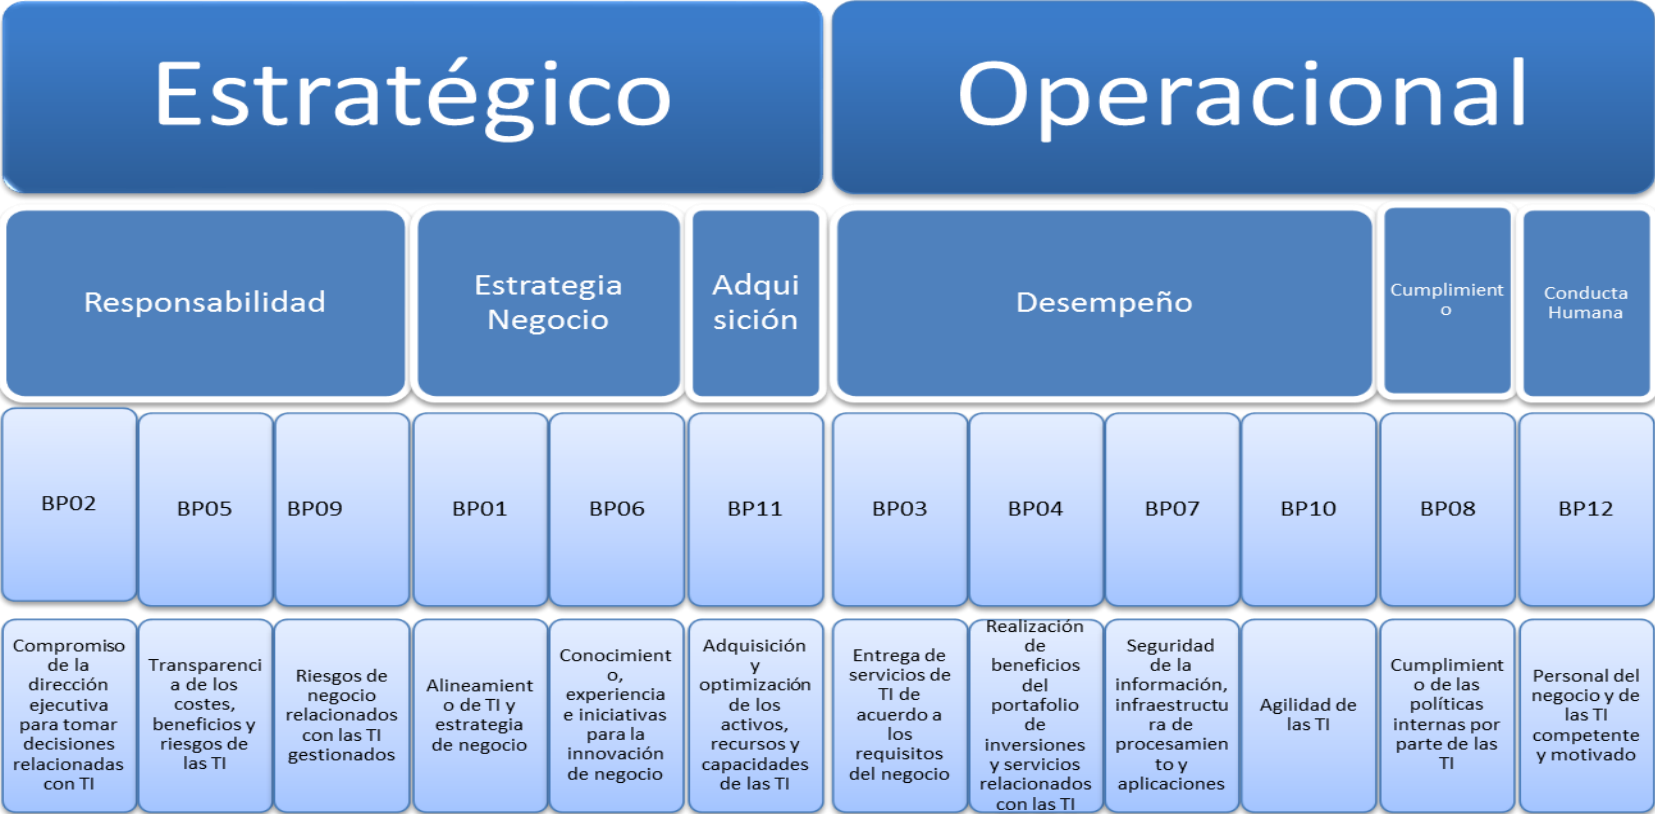 Estratégico
Operacional
Responsabilidad
Estrategia
Negocio
Adqui
sición
Desempeño
Cumplimient
o
Conducta
Humana
BP02
BP05
BP09
BP01
BP06
BP11
BP03
BP04
BP07
BP10
BP08
BP12
Compromiso
de la
dirección
ejecutiva
para tomar
decisiones
relacionadas
con TI
Transparenci
a de los
costes,
beneficios y
riesgos de
las TI
Riesgos de
negocio
relacionados
con las TI
gestionados
Alineamient
o de TI y
estrategia
de negocio
Conocimient
o,
experiencia
e iniciativas
para la
innovación
de negocio
Adquisición
y
optimización
de los
activos,
recursos y
capacidades
de las TI
Entrega de
servicios de
TI de
acuerdo a
los
requisitos
del negocio
Realización
de
beneficios
del
portafolio
de
inversiones
y servicios
relacionados
con las TI
Seguridad
de la
información,
infraestructu
ra de
procesamien
to y
aplicaciones
Agilidad de
las TI
Cumplimient
o de las
políticas
internas por
parte de las
TI
Personal del
negocio y de
las TI
competente
y motivado